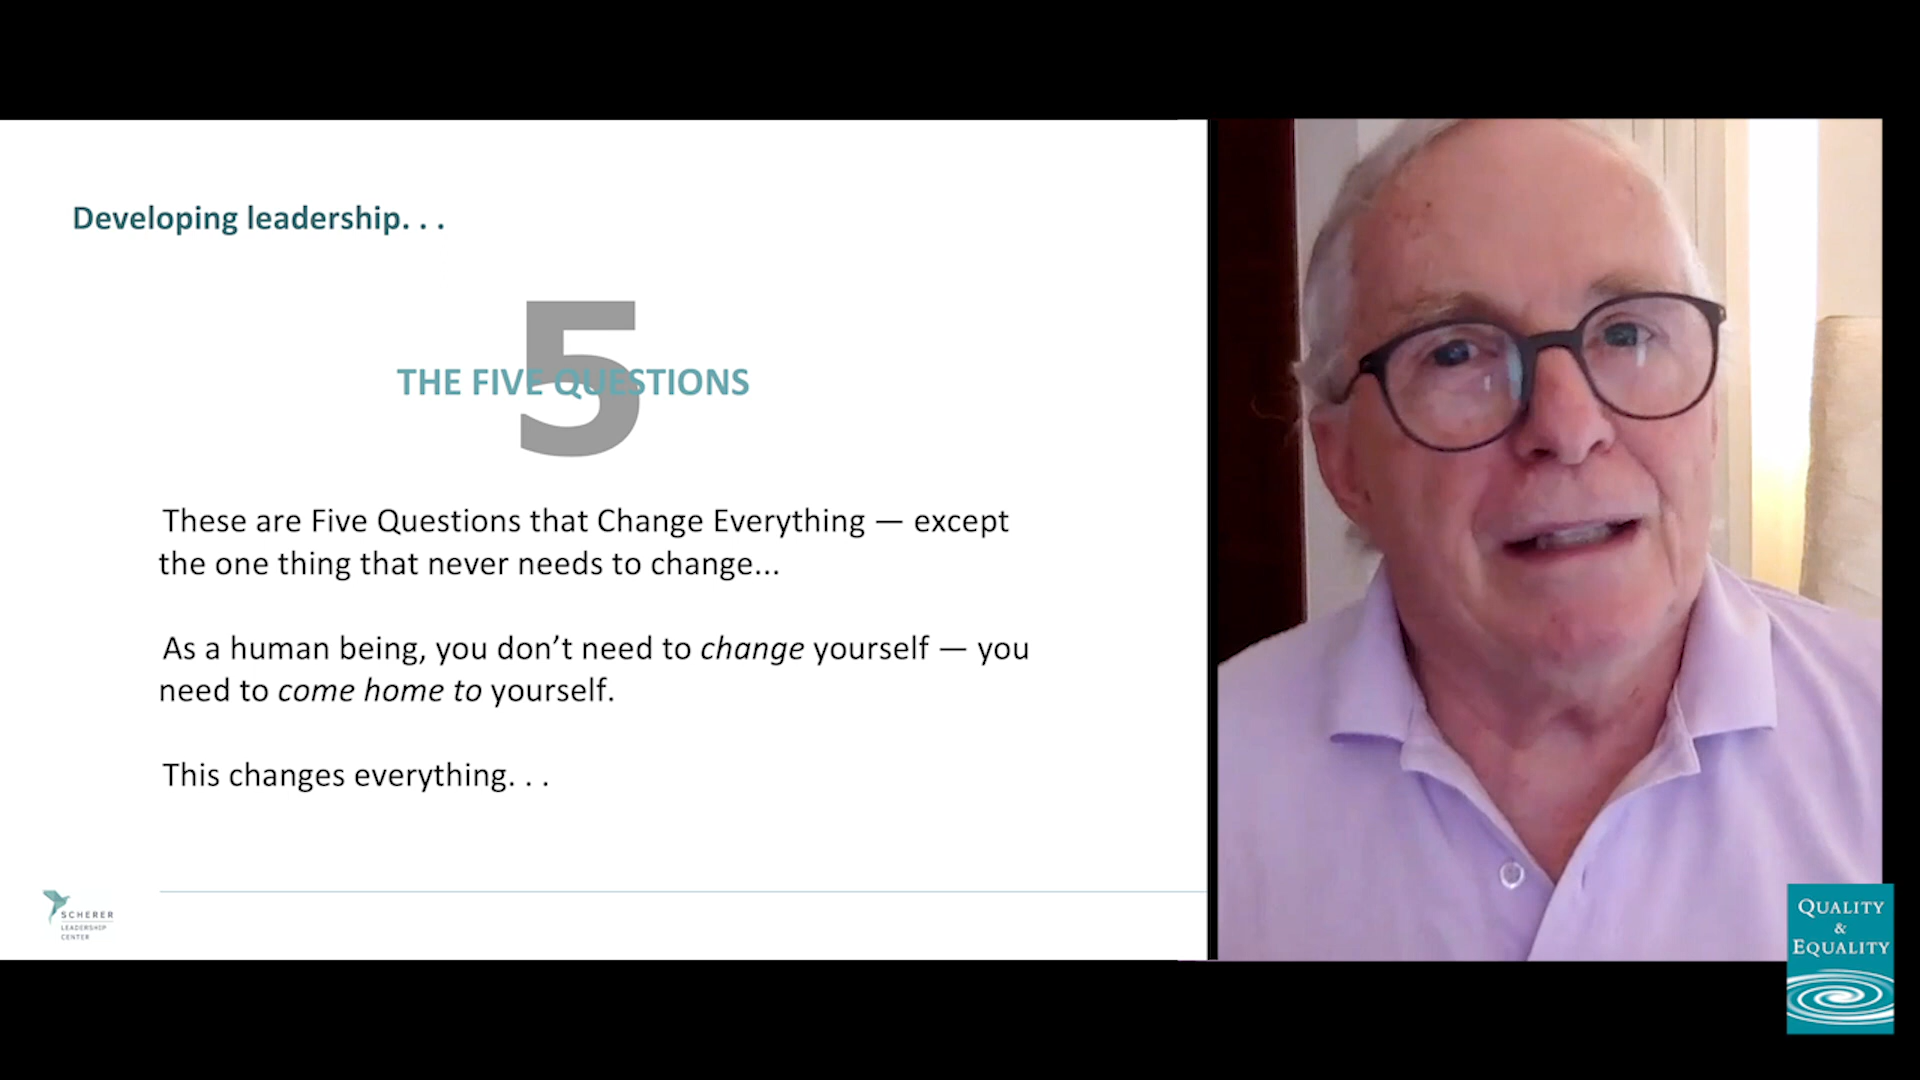 Developing leadership. . .
5
THE FIVE QUESTIONS
These are Five Questions that Change Everything — except
the one thing that never needs to change...
As a human being, you don’t need to change yourself — you
need to come home to yourself.
This changes everything. . .
SCHERER
LEADERSHIP
CENTER
QUALITY
&
EQUALITY